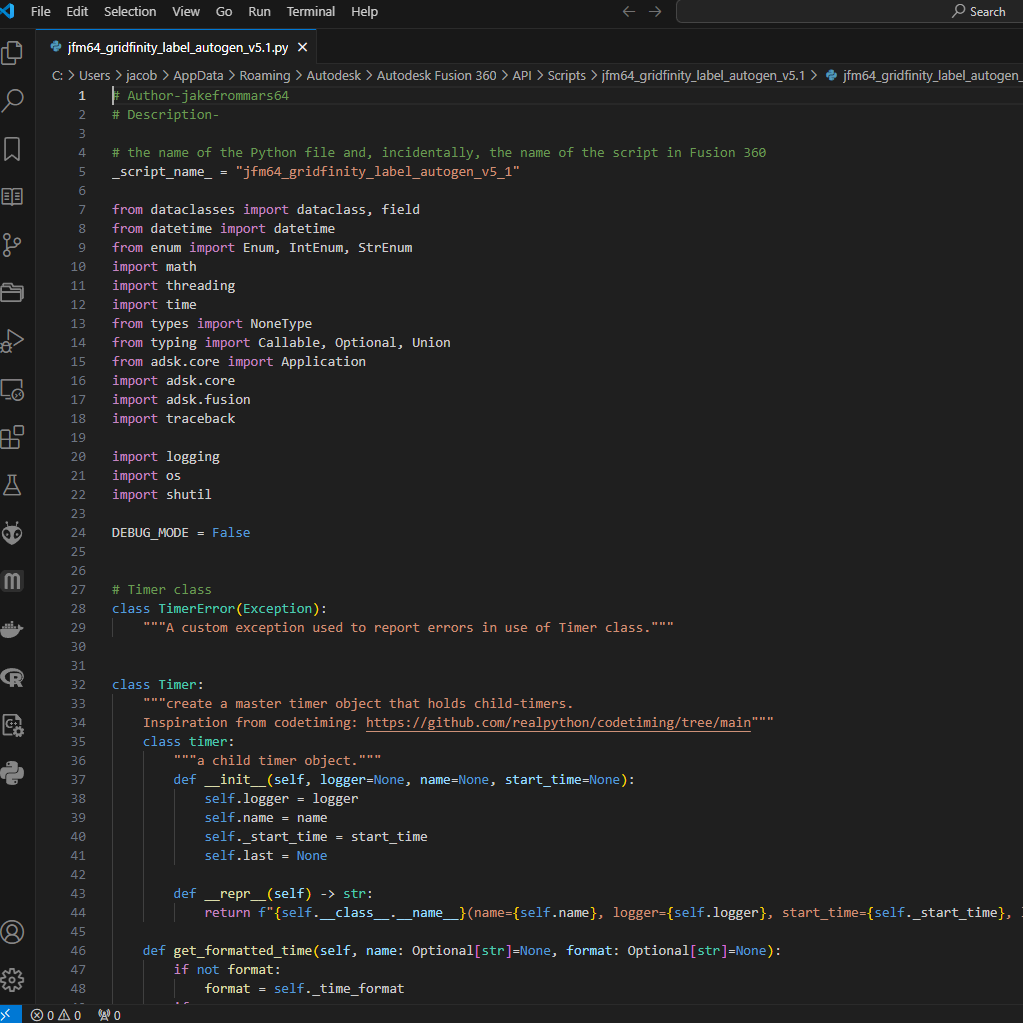 File Edit Selection View Go Run Terminal Help Search
jfm64_gridfinity_label_autogen_v5.1.py
C: > Users > jacob > AppData > Roaming > Autodesk > Autodesk Fusion 360 > API > Scripts > jfm64_gridfinity_label_autogen_v5.1 > jfm64_gridfinity_label_autogen_
1 # Author-jakefrommars64
2 # Description-
3
4 # the name of the Python file and, incidentally, the name of the script in Fusion 360
5 _script_name_ = "jfm64_gridfinity_label_autogen_v5_1"
6
7 from dataclasses import dataclass, field
8 from datetime import datetime
9 from enum import Enum, IntEnum, StrEnum
10 import math
11 import threading
12 import time
13 from types import NoneType
14 from typing import Callable, Optional, Union
15 from adsk.core import Application
16 import adsk.core
17 import adsk.fusion
18 import traceback
19
20 import logging
21 import os
22 import shutil
23
24 DEBUG_MODE = False
25
26
27 # Timer class
28 class TimerError(Exception):
29 """A custom exception used to report errors in use of Timer class."""
30
31
32 class Timer:
33 """create a master timer object that holds child-timers.
34 Inspiration from codetiming: https://github.com/realpython/codetiming/tree/main"""
35 class timer:
36 """a child timer object."""
37 def __init__(self, logger=None, name=None, start_time=None):
38 self.logger = logger
39 self.name = name
40 self._start_time = start_time
41 self.last = None
42
43 def __repr__(self) -> str:
44 return f"{self.__class__.__name__}(name={self.name}, logger={self.logger}, start_time={self._start_time},
45
46 def get_formatted_time(self, name: Optional[str]=None, format: Optional[str]=None):
47 if not format:
48 format = self._time_format
0 0 0